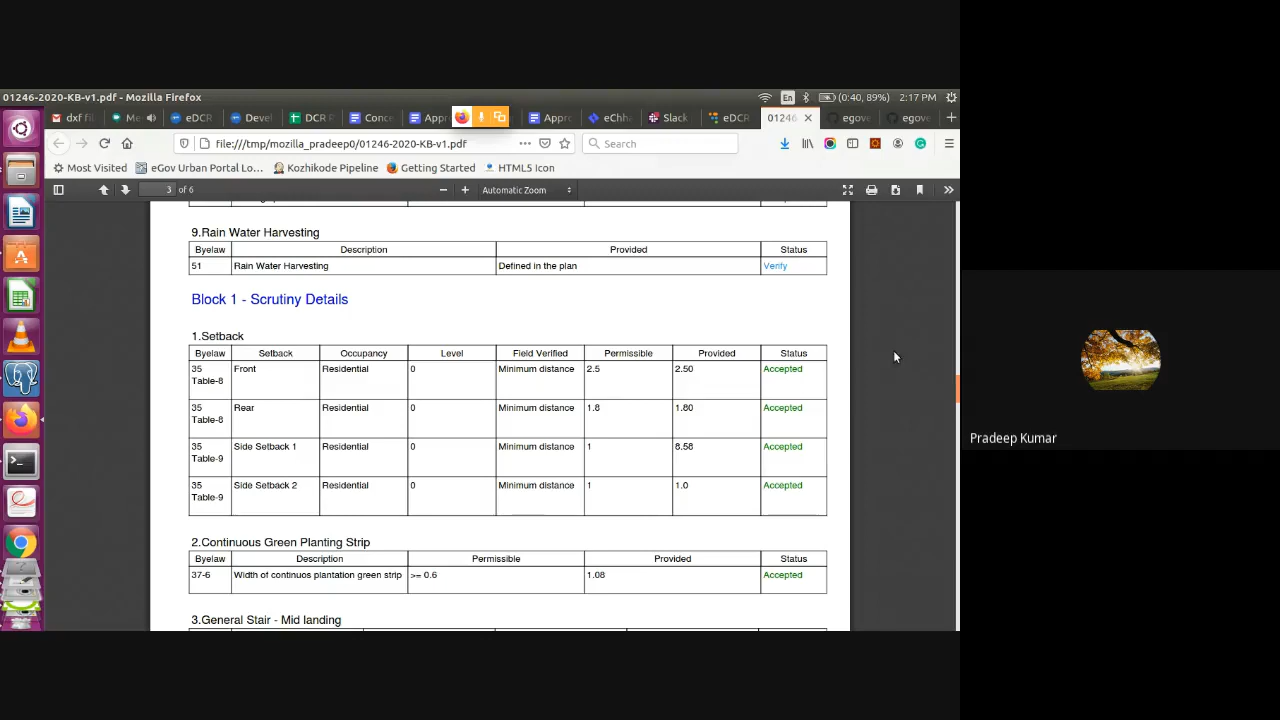 01246-2020-KB-v1.pdf - Mozilla Firefox En (0:40, 89%) 2:17 PM
dxf fil Me eDCR Devel DCR P Conce Appr Appro eChh Slack eDCR 01246 egove egove
file:///tmp/mozilla_pradeep0/01246-2020-KB-v1.pdf Search
Most Visited eGov Urban Portal Lo... Kozhikode Pipeline Getting Started HTML5 Icon
3 of 6 Automatic Zoom
9.Rain Water Harvesting
Byelaw Description Provided Status
51 Rain Water Harvesting Defined in the plan Verify
Block 1 - Scrutiny Details
1.Setback
Byelaw Setback Occupancy Level Field Verified Permissible Provided Status
35 Front Residential 0 Minimum distance 2.5 2.50 Accepted
Table-8
35 Rear Residential 0 Minimum distance 1.8 1.80 Accepted
Table-8
35 Side Setback 1 Residential 0 Minimum distance 1 8.58 Accepted
Table-9
35 Side Setback 2 Residential 0 Minimum distance 1 1.0 Accepted
Table-9
2.Continuous Green Planting Strip
Byelaw Description Permissible Provided Status
37-6 Width of continuos plantation green strip >= 0.6 1.08 Accepted
3.General Stair - Mid landing
Pradeep Kumar